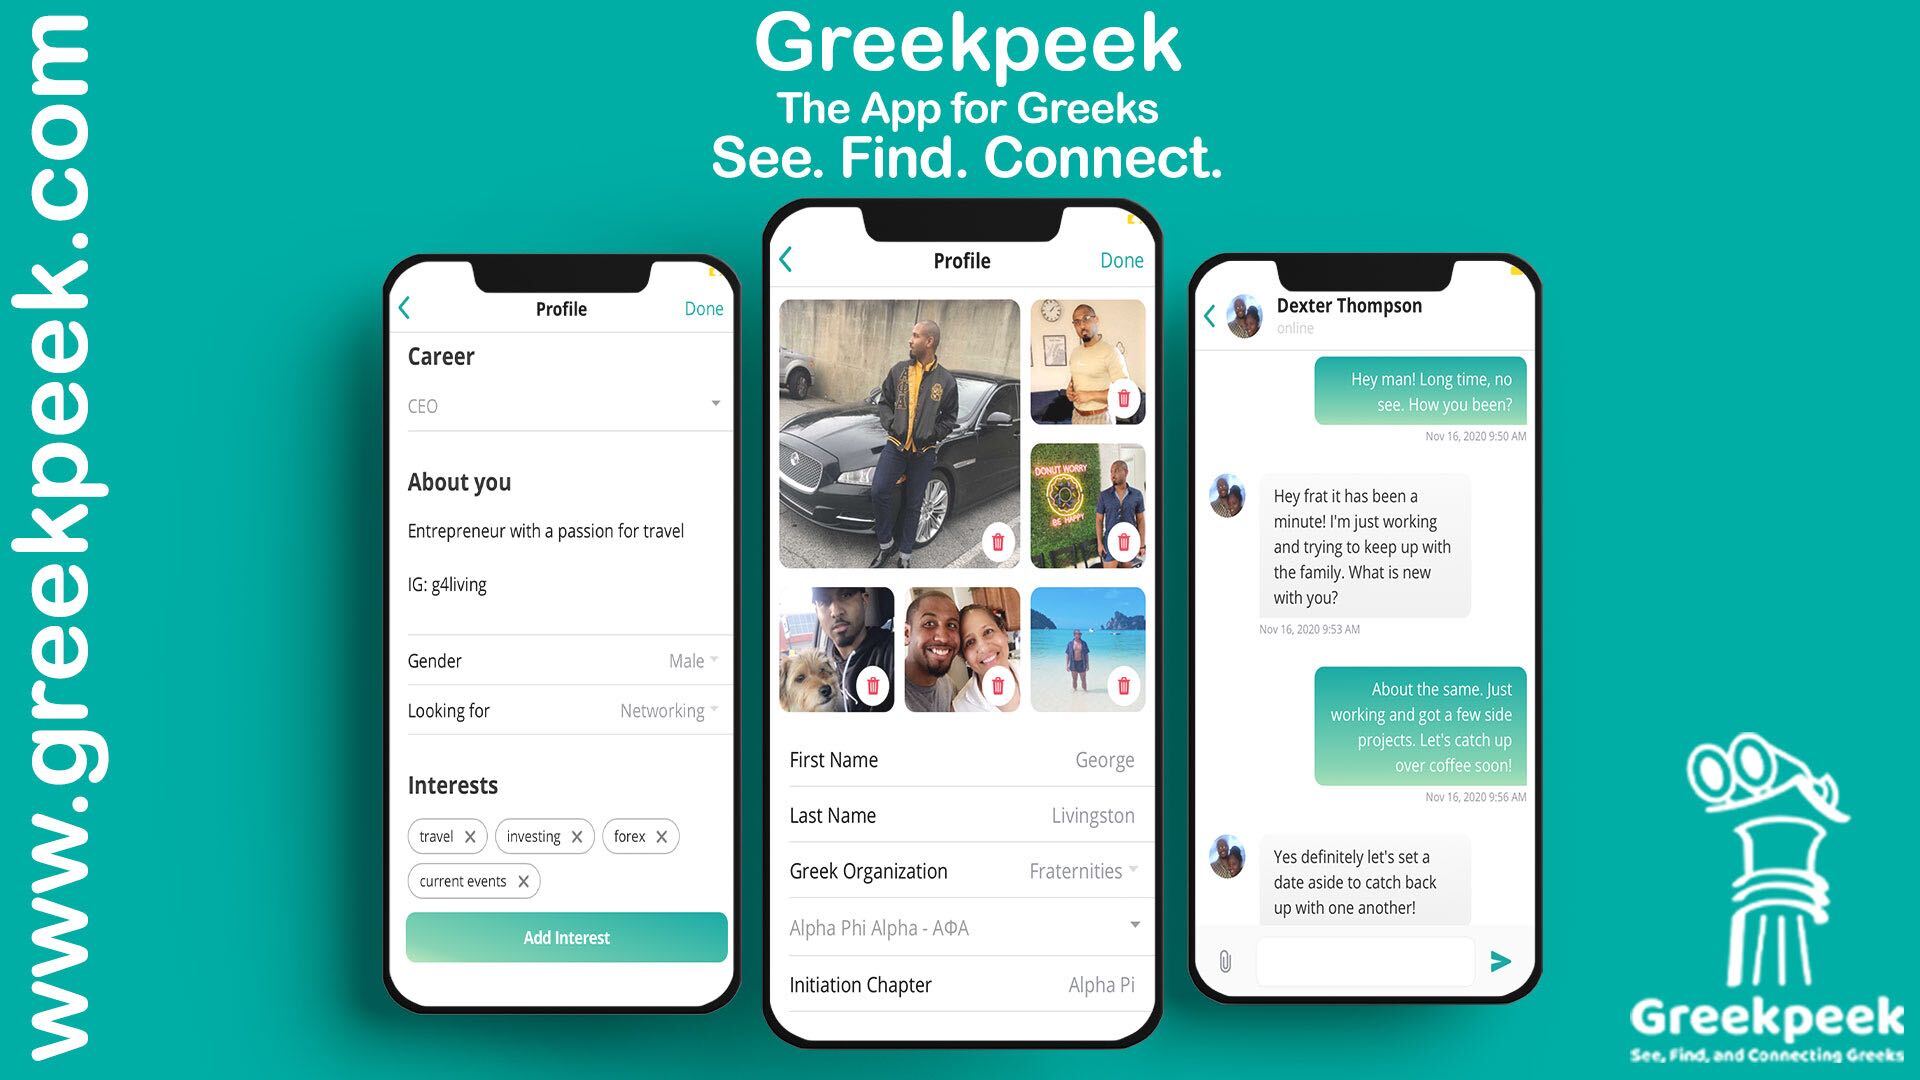 www.greekpeek.com
Greekpeek
The App for Greeks
See. Find. Connect.
Profile
Done
Career
CEO
About you
Entrepreneur with a passion for travel
IG: g4living
Gender
Male
Looking for
Networking
Interests
travel
investing
forex
current events
Add Interest
Profile
Done
DONUT WORRY
BE HAPPY
First Name
George
Last Name
Livingston
Greek Organization
Fraternities
Alpha Phi Alpha - ΑΦΑ
Initiation Chapter
Alpha Pi
Dexter Thompson
online
Hey man! Long time, no
see. How you been?
Nov 16, 2020 9:50 AM
Hey frat it has been a
minute! I'm just working
and trying to keep up with
the family. What is new
with you?
Nov 16, 2020 9:53 AM
About the same. Just
working and got a few side
projects. Let's catch up
over coffee soon!
Nov 16, 2020 9:56 AM
Yes definitely let's set a
date aside to catch back
up with one another!
Greekpeek
See, Find, and Connecting Greeks